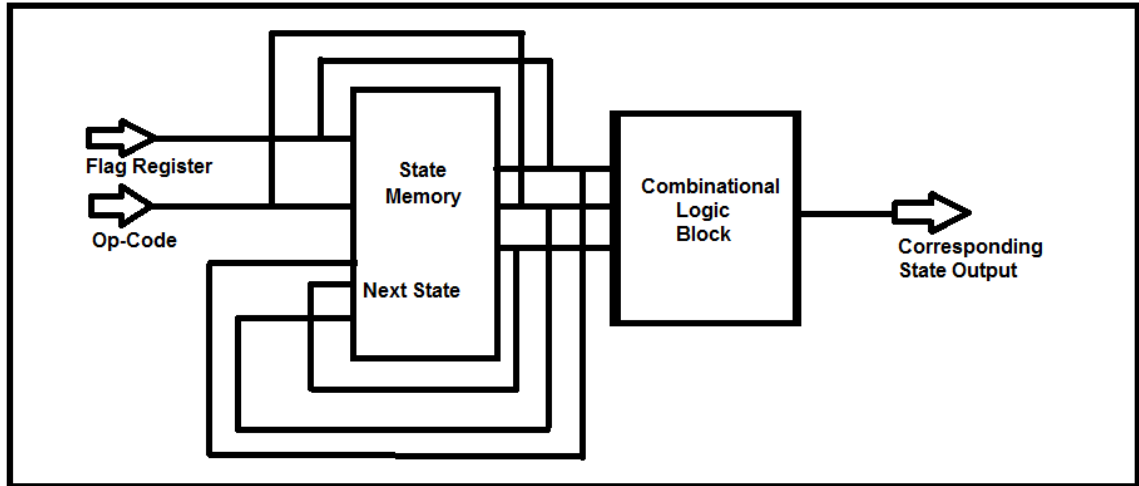 Flag Register
Op-Code
State
Memory
Next State
Combinational
Logic
Block
Corresponding
State Output